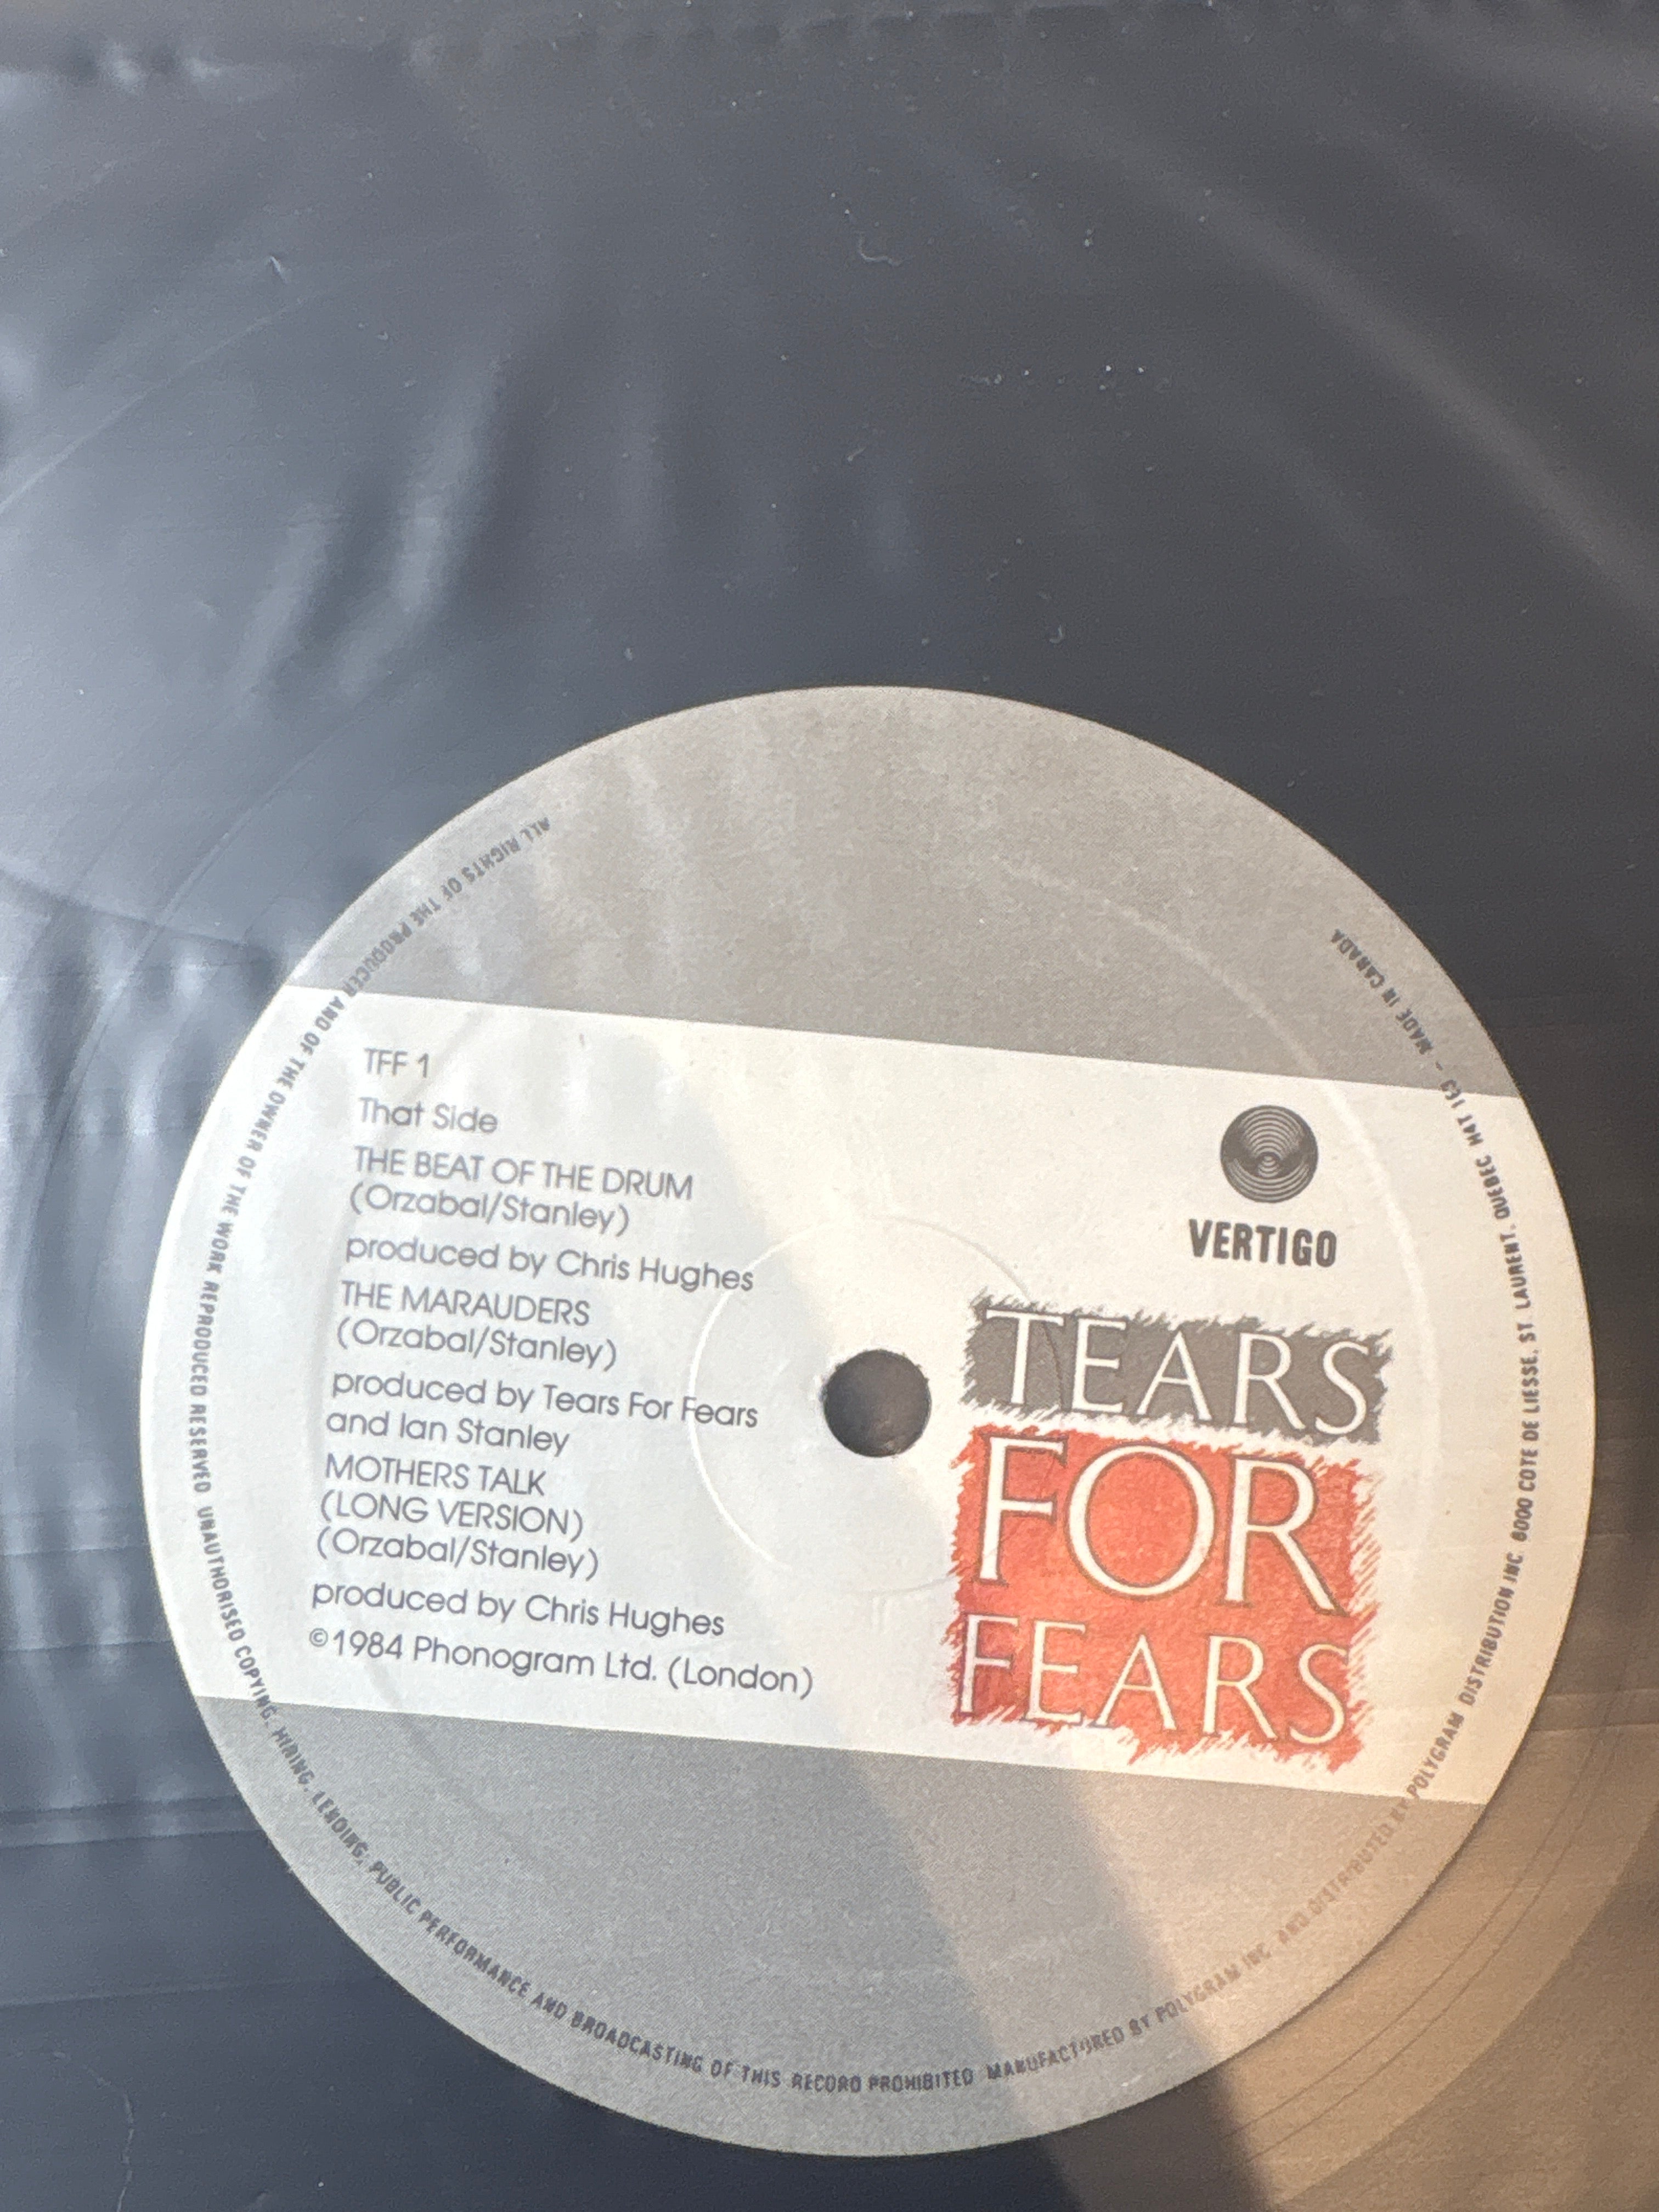 TFF 1
That Side
THE BEAT OF THE DRUM
(Orzabal/Stanley)
produced by Chris Hughes
THE MARAUDERS
(Orzabal/Stanley)
produced by Tears For Fears
and Ian Stanley
MOTHERS TALK
(LONG VERSION)
(Orzabal/Stanley)
produced by Chris Hughes
©1984 Phonogram Ltd. (London)
VERTIGO
TEARS
FOR
FEARS
ALL RIGHTS OF THE PRODUCER AND OF THE OWNER OF THE WORK REPRODUCED RESERVED UNAUTHORISED COPYING, HIRING, LENDING, PUBLIC PERFORMANCE AND BROADCASTING OF THIS RECORD PROHIBITED MANUFACTURED BY POLYGRAM INC. AND DISTRIBUTED BY POLYGRAM DISTRIBUTION INC. 6000 COTE DE LIESSE, ST LAURENT, QUEBEC H4T 1E3 - MADE IN CANADA